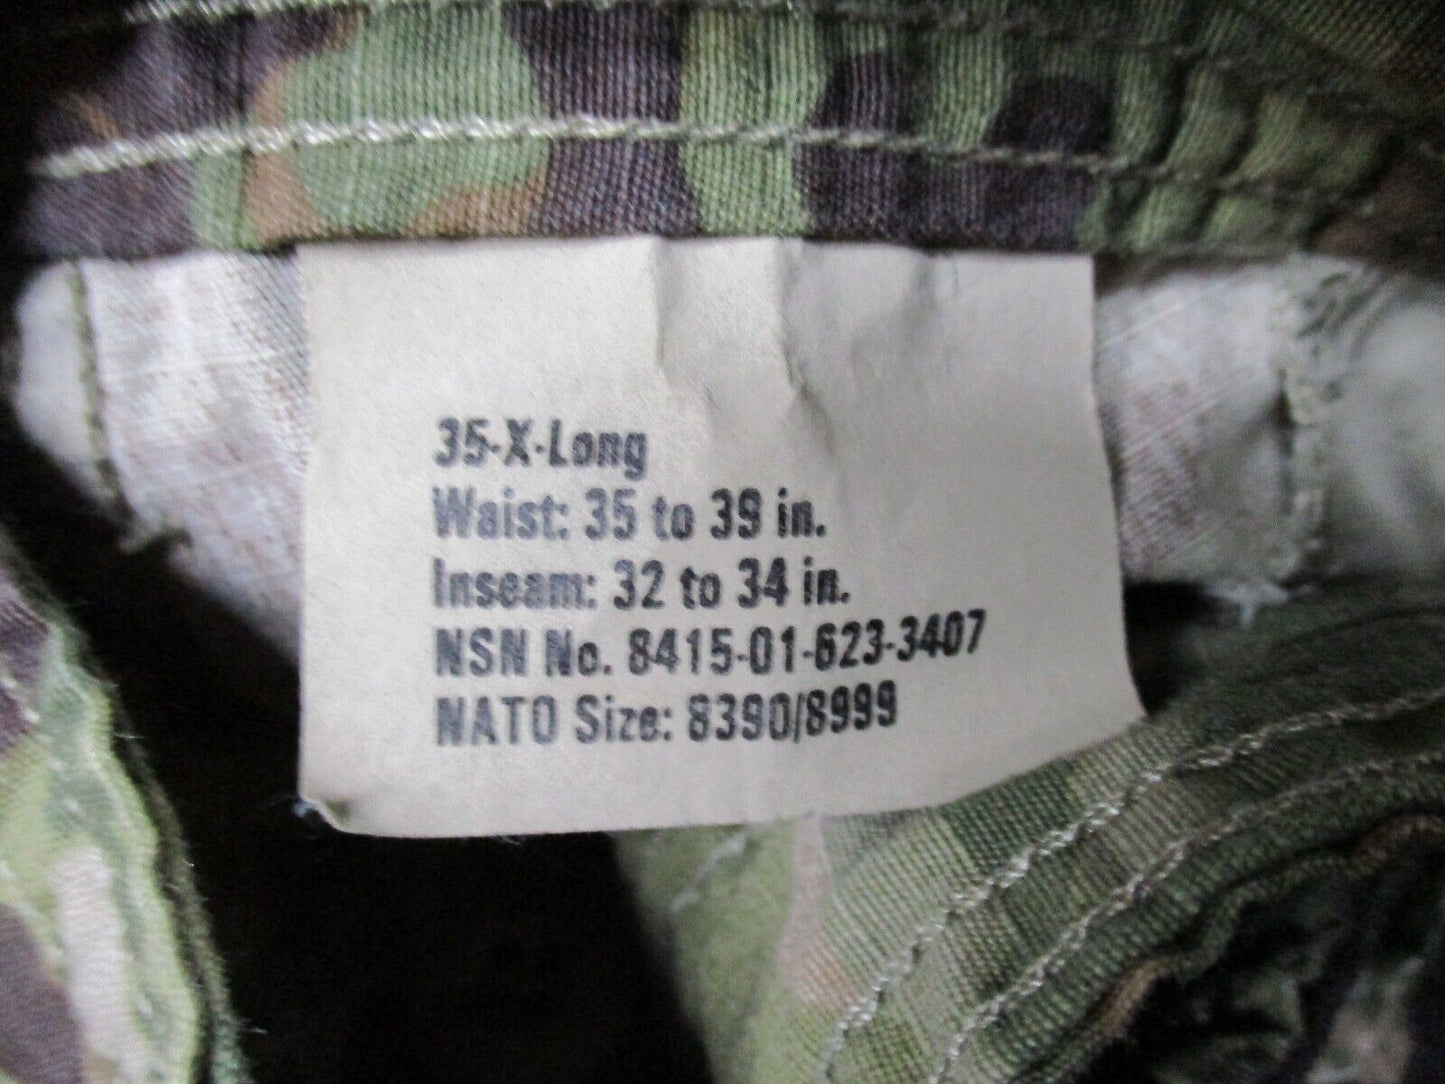 35-X-Long
Waist: 35 to 39 in.
Inseam: 32 to 34 in.
NSN No. 8415-01-623-3407
NATO Size: 8390/8999